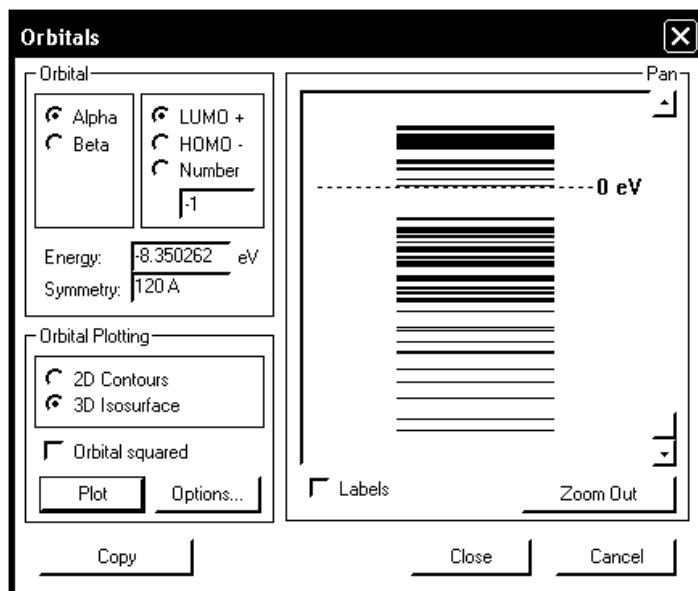 Orbitals
Orbital
Alpha
Beta
LUMO +
HOMO -
Number
-1
Energy: -8.350262 eV
Symmetry: 120 A
Orbital Plotting
2D Contours
3D Isosurface
Orbital squared
Plot
Options...
Pan
0 eV
Labels
Zoom Out
Copy
Close
Cancel